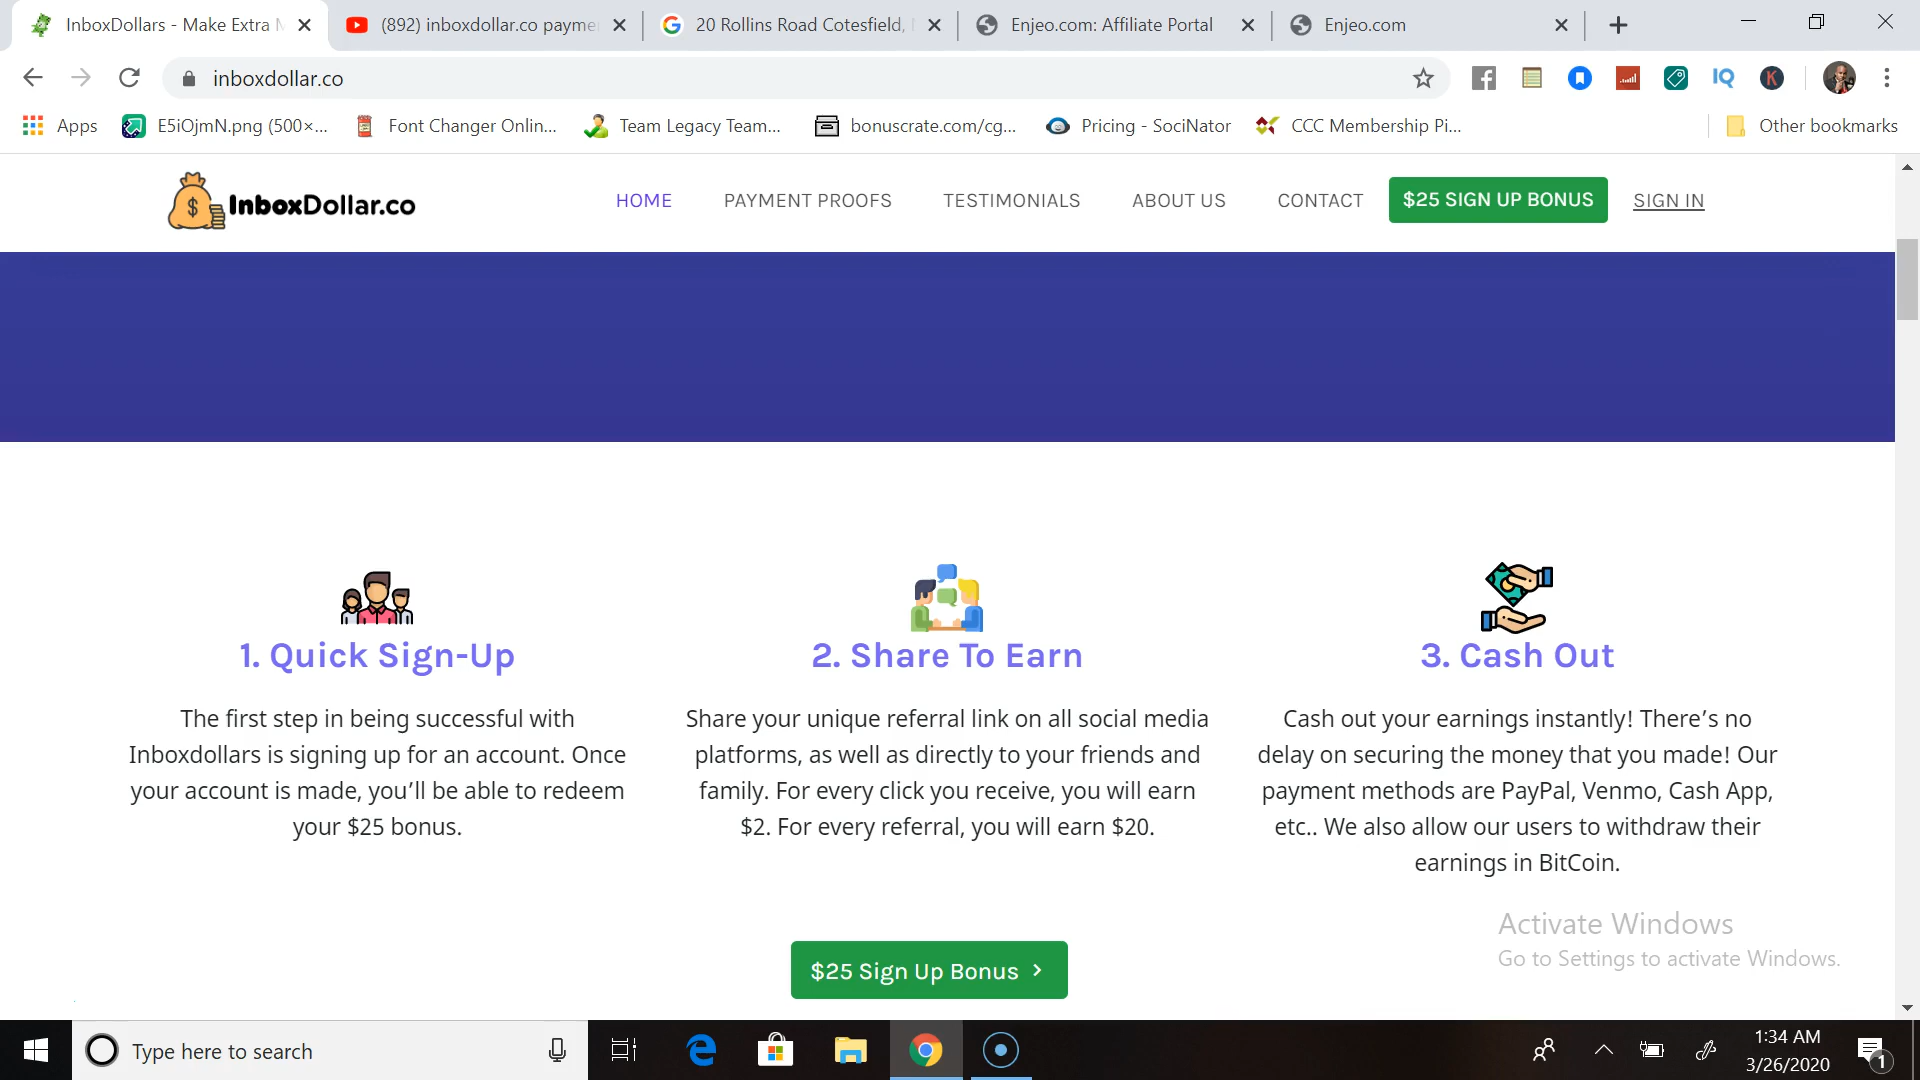 InboxDollars - Make Extra
(892) inboxdollar.co payme
20 Rollins Road Cotesfield,
Enjeo.com: Affiliate Portal
Enjeo.com
inboxdollar.co
IQ
K
Apps
E5iOjmN.png (500×...
Font Changer Onlin...
Team Legacy Team...
bonuscrate.com/cg...
Pricing - SociNator
CCC Membership Pi...
Other bookmarks
InboxDollar.co
HOME
PAYMENT PROOFS
TESTIMONIALS
ABOUT US
CONTACT
$25 SIGN UP BONUS
SIGN IN
1. Quick Sign-Up
The first step in being successful with
Inboxdollars is signing up for an account. Once
your account is made, you’ll be able to redeem
your $25 bonus.
2. Share To Earn
Share your unique referral link on all social media
platforms, as well as directly to your friends and
family. For every click you receive, you will earn
$2. For every referral, you will earn $20.
3. Cash Out
Cash out your earnings instantly! There’s no
delay on securing the money that you made! Our
payment methods are PayPal, Venmo, Cash App,
etc.. We also allow our users to withdraw their
earnings in BitCoin.
$25 Sign Up Bonus
Activate Windows
Go to Settings to activate Windows.
Type here to search
1:34 AM
3/26/2020
1